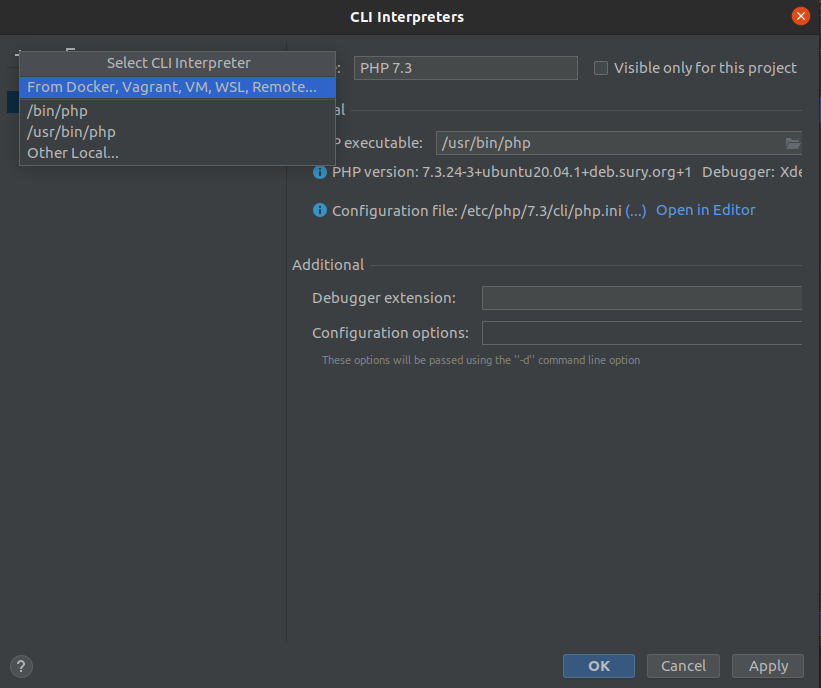 CLI Interpreters
Select CLI Interpreter
From Docker, Vagrant, VM, WSL, Remote...
/bin/php
/usr/bin/php
Other Local...
: PHP 7.3 Visible only for this project
al
P executable: /usr/bin/php
PHP version: 7.3.24-3+ubuntu20.04.1+deb.sury.org+1 Debugger: Xde
Configuration file: /etc/php/7.3/cli/php.ini (...) Open in Editor
Additional
Debugger extension:
Configuration options:
These options will be passed using the ''-d'' command line option
? OK Cancel Apply